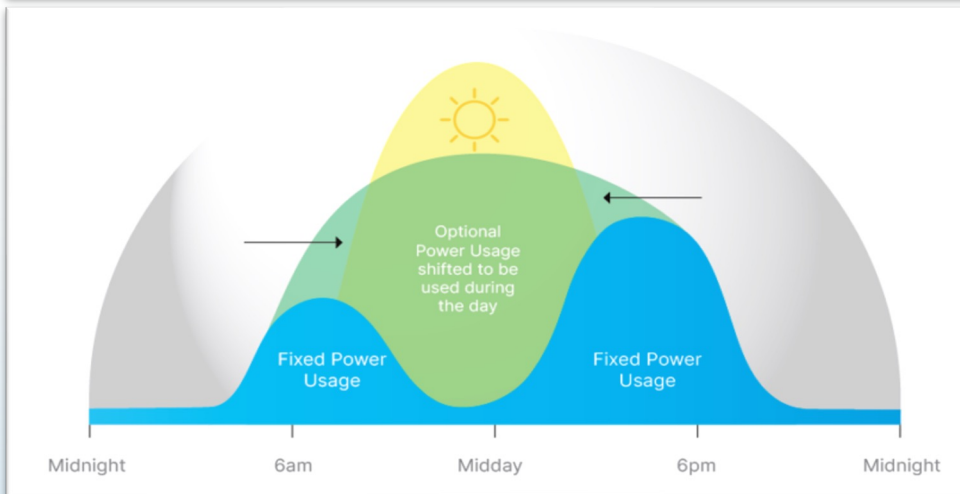 Optional
Power Usage
shifted to be
used during
the day
Fixed Power
Usage
Fixed Power
Usage
Midnight
6am
Midday
6pm
Midnight